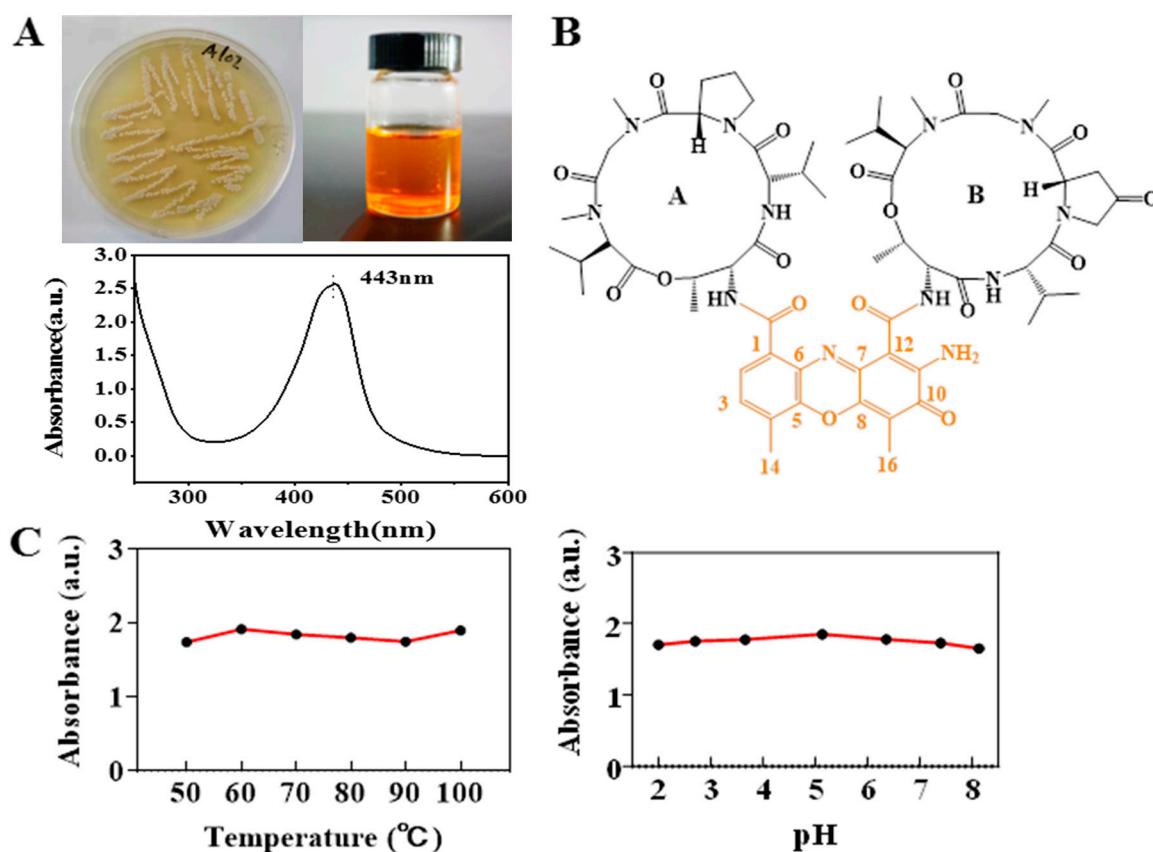 A
A102
3.0
2.5
2.0
1.5
1.0
0.5
0.0
Absorbance(a.u.)
443nm
300 400 500 600
Wavelength(nm)
B
O
N
O
N
H
O
O
N
O
NH
O
O
O
HN
O
A
N
O
N
O
O
H
N
O
O
O
HN
O
N
H
O
B
O
O
1
6
N
7
12
NH2
3
5
O
8
10
O
14
16
C
3
2
1
0
Absorbance (a.u.)
50 60 70 80 90 100
Temperature (°C)
3
2
1
0
Absorbance (a.u.)
2 3 4 5 6 7 8
pH